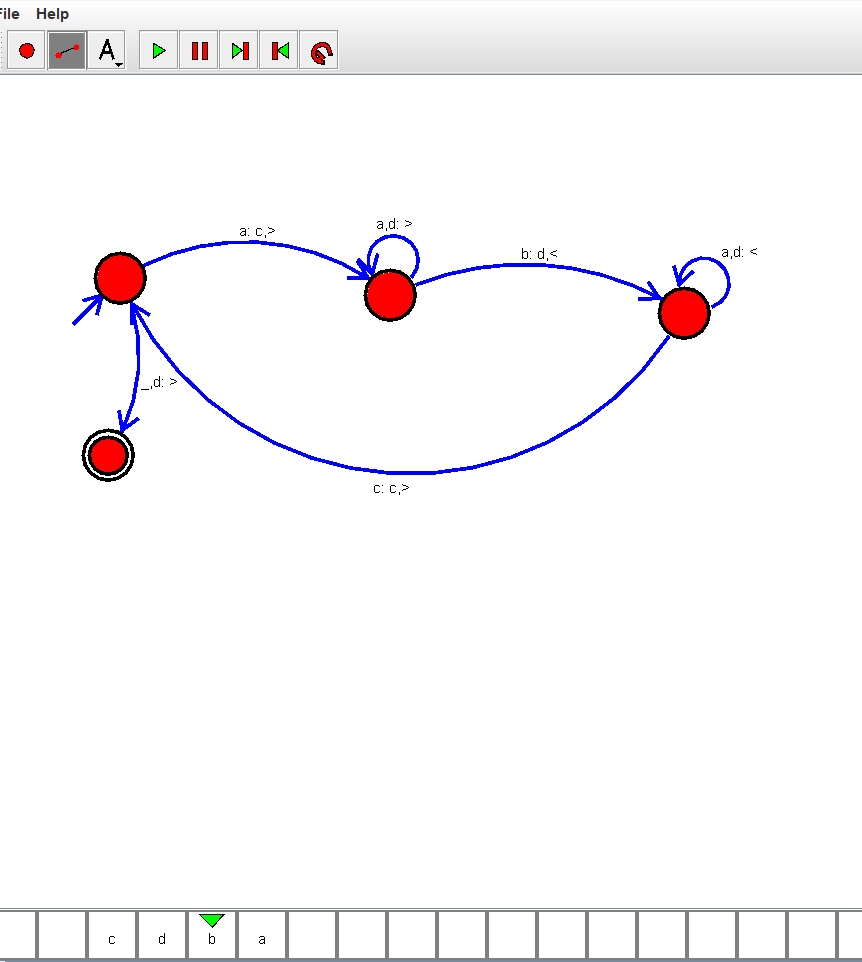 File Help
A
a: c,>
a,d: >
b: d,<
a,d: <
_,d: >
c: c,>
c d b a